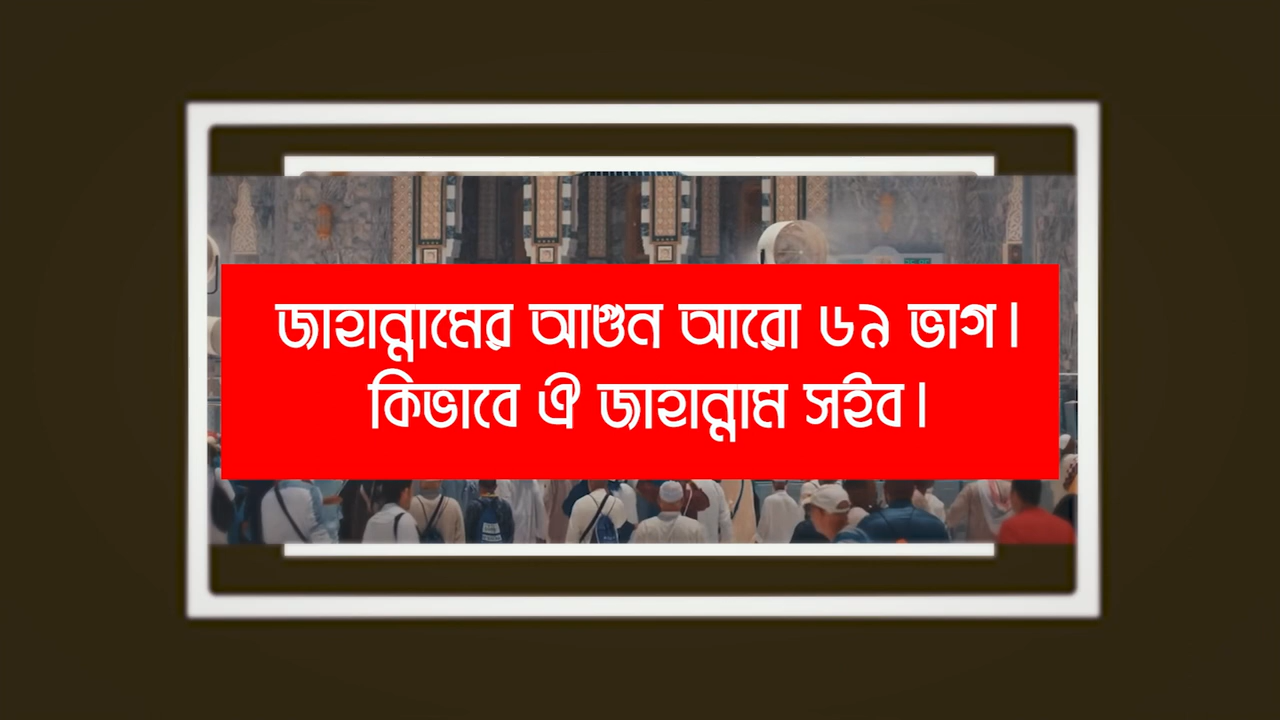 জাহান্নামের আগুন আরো ৬৯ ভাগ।
কিভাবে ঐ জাহান্নাম সইব।